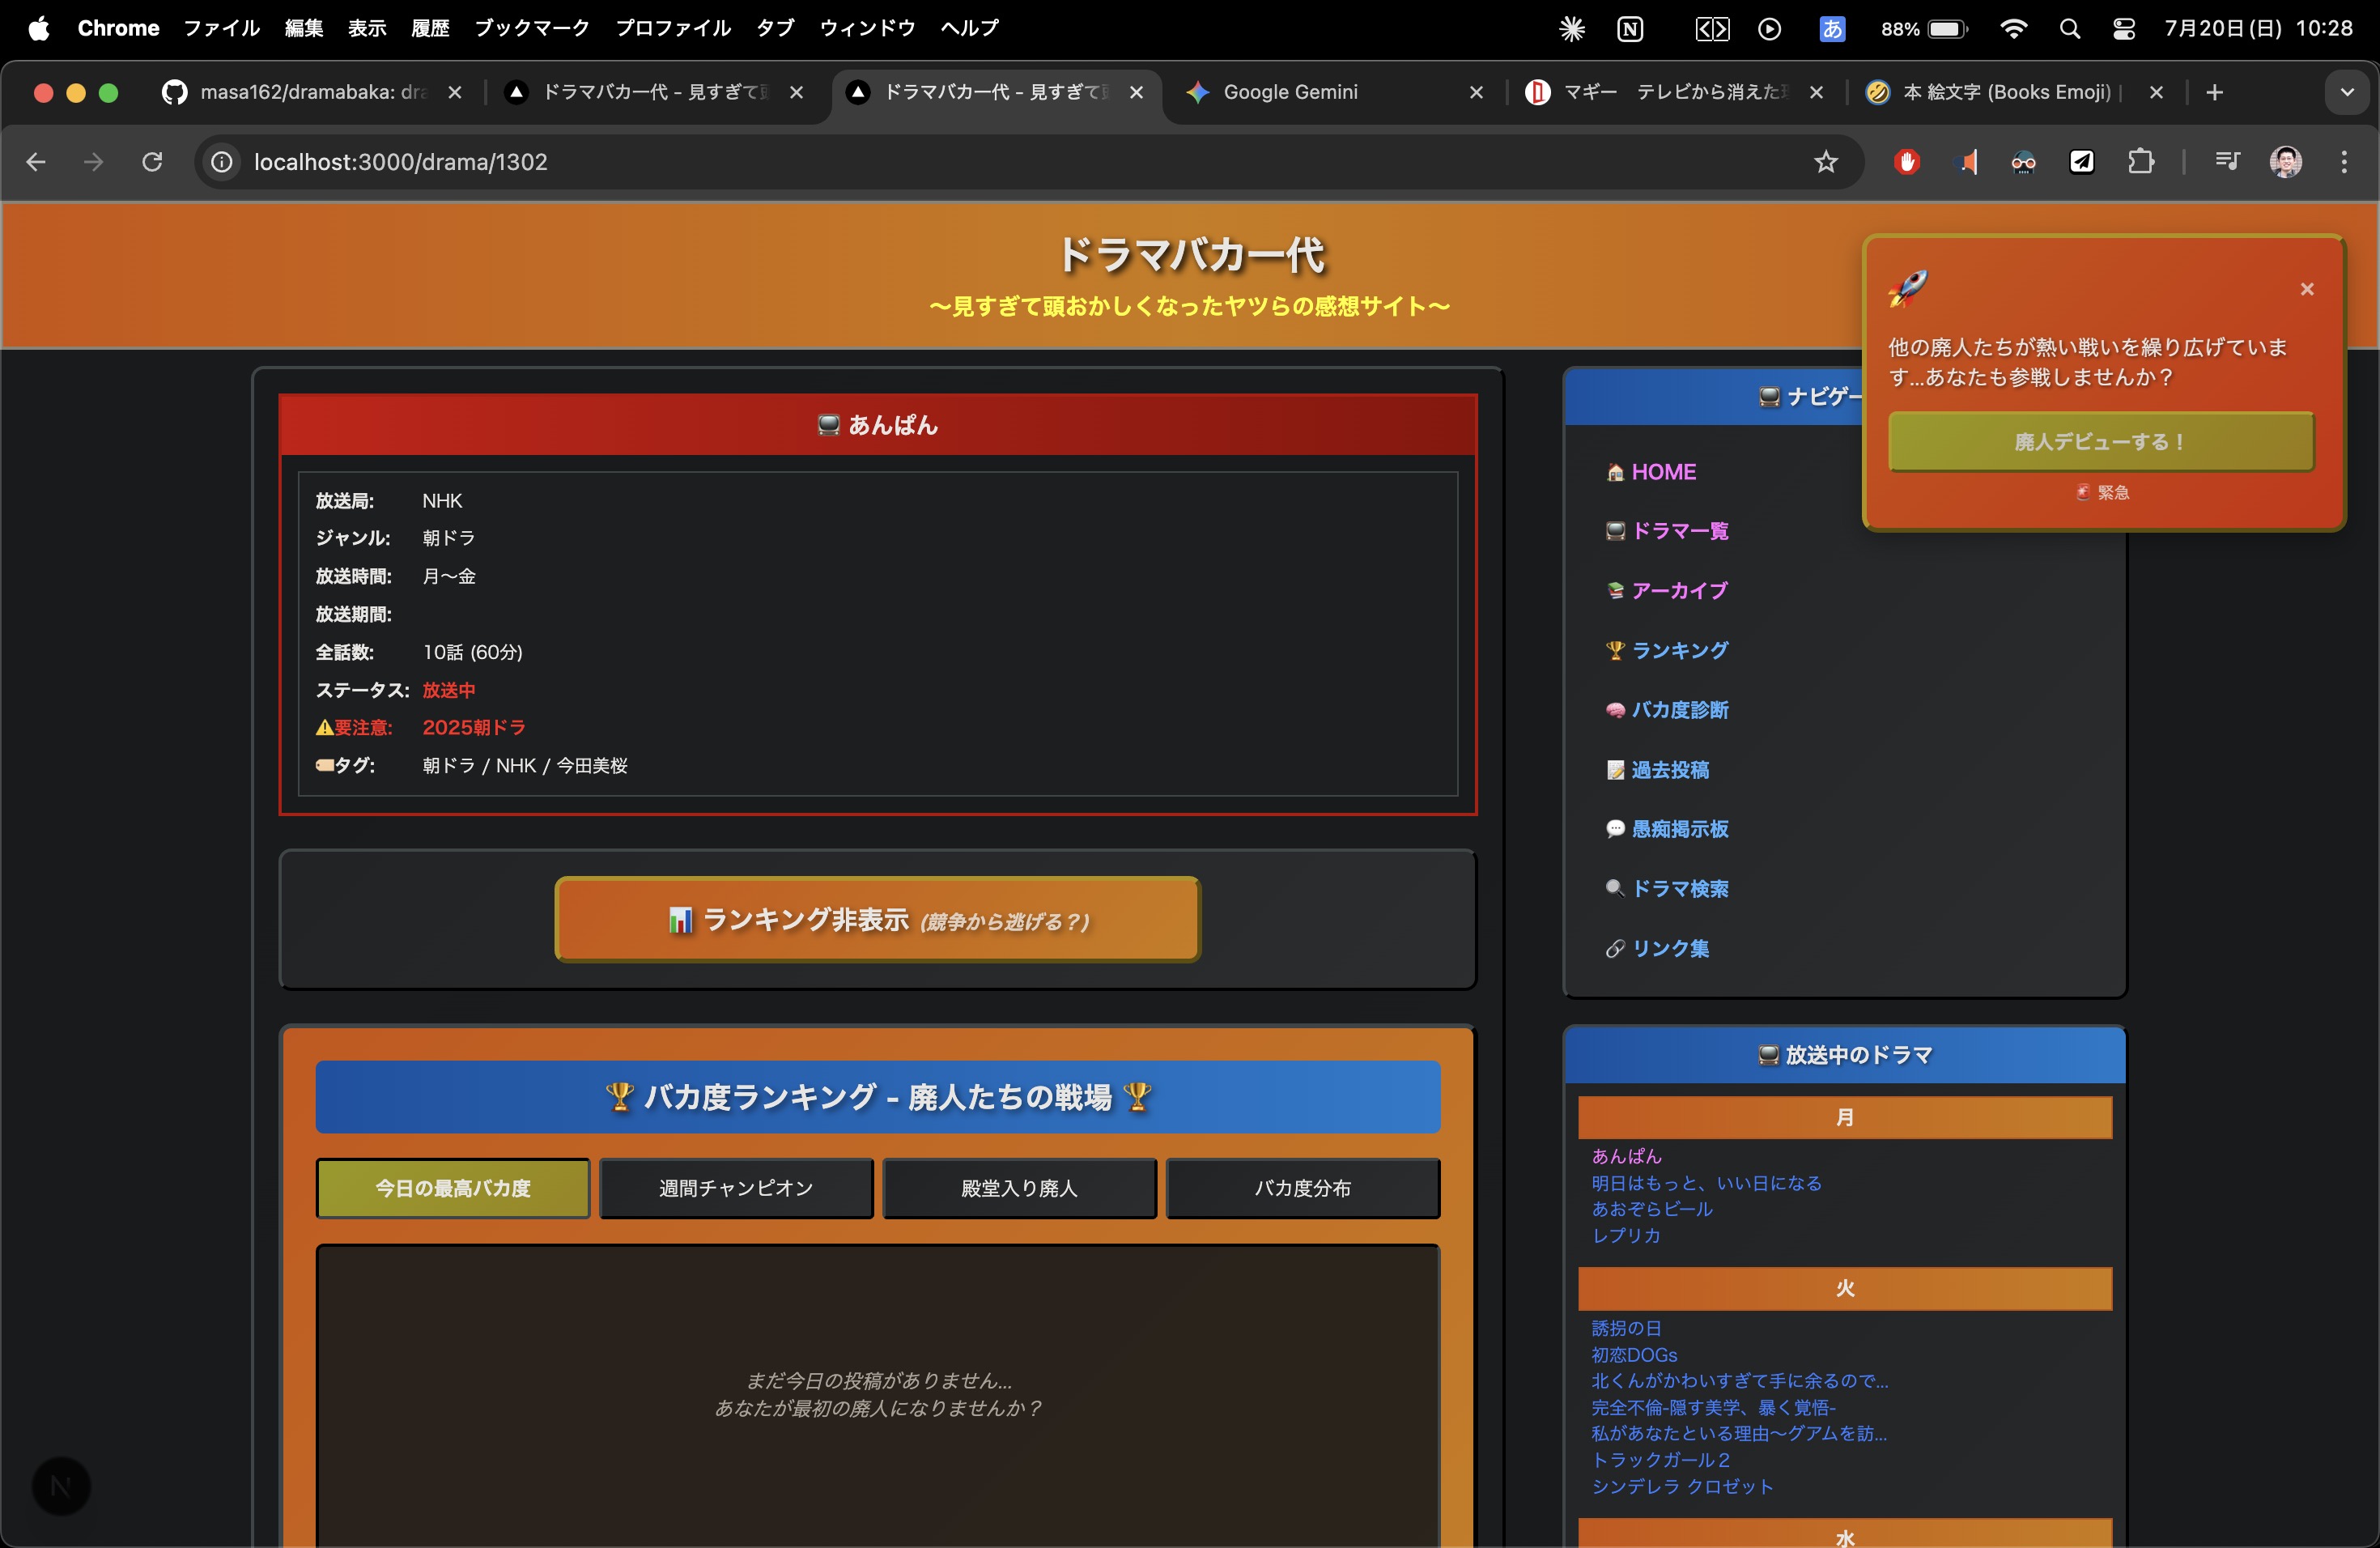 Chrome ファイル 編集 表示 履歴 ブックマーク プロファイル タブ ウィンドウ ヘルプ
N あ 88% 7月20日(日) 10:28
masa162/dramabaka: dra
ドラマバカ一代 - 見すぎて
ドラマバカ一代 - 見すぎて
Google Gemini
マギー テレビから消えた
本 絵文字 (Books Emoji) |
localhost:3000/drama/1302
ドラマバカ一代
〜見すぎて頭おかしくなったヤツらの感想サイト〜
×
他の廃人たちが熱い戦いを繰り広げていま
す...あなたも参戦しませんか？
廃人デビューする！
🚨 緊急
📺 あんぱん
放送局: NHK
ジャンル: 朝ドラ
放送時間: 月〜金
放送期間:
全話数: 10話 (60分)
ステータス: 放送中
⚠️要注意: 2025朝ドラ
🏷️タグ: 朝ドラ / NHK / 今田美桜
📊 ランキング非表示 (競争から逃げる？)
🏆 バカ度ランキング - 廃人たちの戦場 🏆
今日の最高バカ度
週間チャンピオン
殿堂入り廃人
バカ度分布
まだ今日の投稿がありません...
あなたが最初の廃人になりませんか？
📺 ナビゲー
🏠 HOME
📺 ドラマ一覧
📚 アーカイブ
🏆 ランキング
🧠 バカ度診断
📝 過去投稿
💬 愚痴掲示板
🔍 ドラマ検索
🔗 リンク集
📺 放送中のドラマ
月
あんぱん
明日はもっと、いい日になる
あおぞらビール
レプリカ
火
誘拐の日
初恋DOGs
北くんがかわいすぎて手に余るので...
完全不倫-隠す美学、暴く覚悟-
私があなたといる理由〜グアムを訪...
トラックガール２
シンデレラ クロゼット
水
N